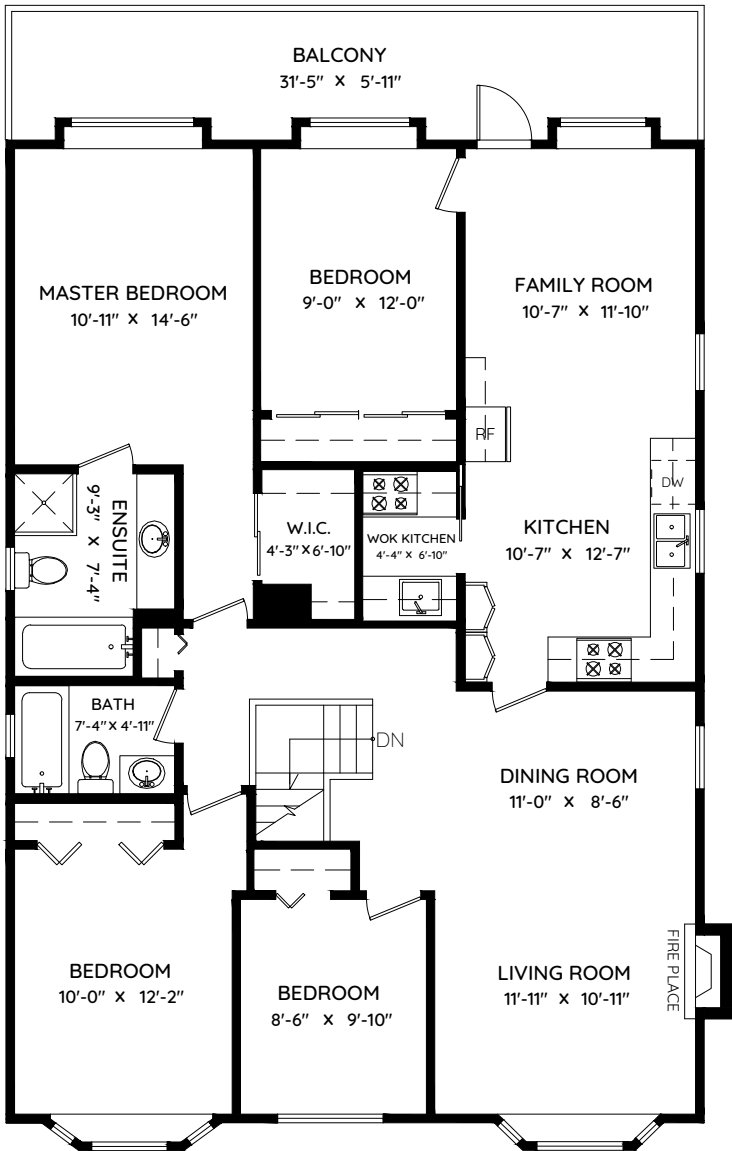 BALCONY
31'-5" X 5'-11"
MASTER BEDROOM
10'-11" X 14'-6"
BEDROOM
9'-0" X 12'-0"
FAMILY ROOM
10'-7" X 11'-10"
RF
DW
ENSUITE
9'-3" X 7'-4"
W.I.C.
4'-3" X 6'-10"
WOK KITCHEN
4'-4" X 6'-10"
KITCHEN
10'-7" X 12'-7"
BATH
7'-4" X 4'-11"
DN
DINING ROOM
11'-0" X 8'-6"
BEDROOM
10'-0" X 12'-2"
BEDROOM
8'-6" X 9'-10"
LIVING ROOM
11'-11" X 10'-11"
FIRE PLACE